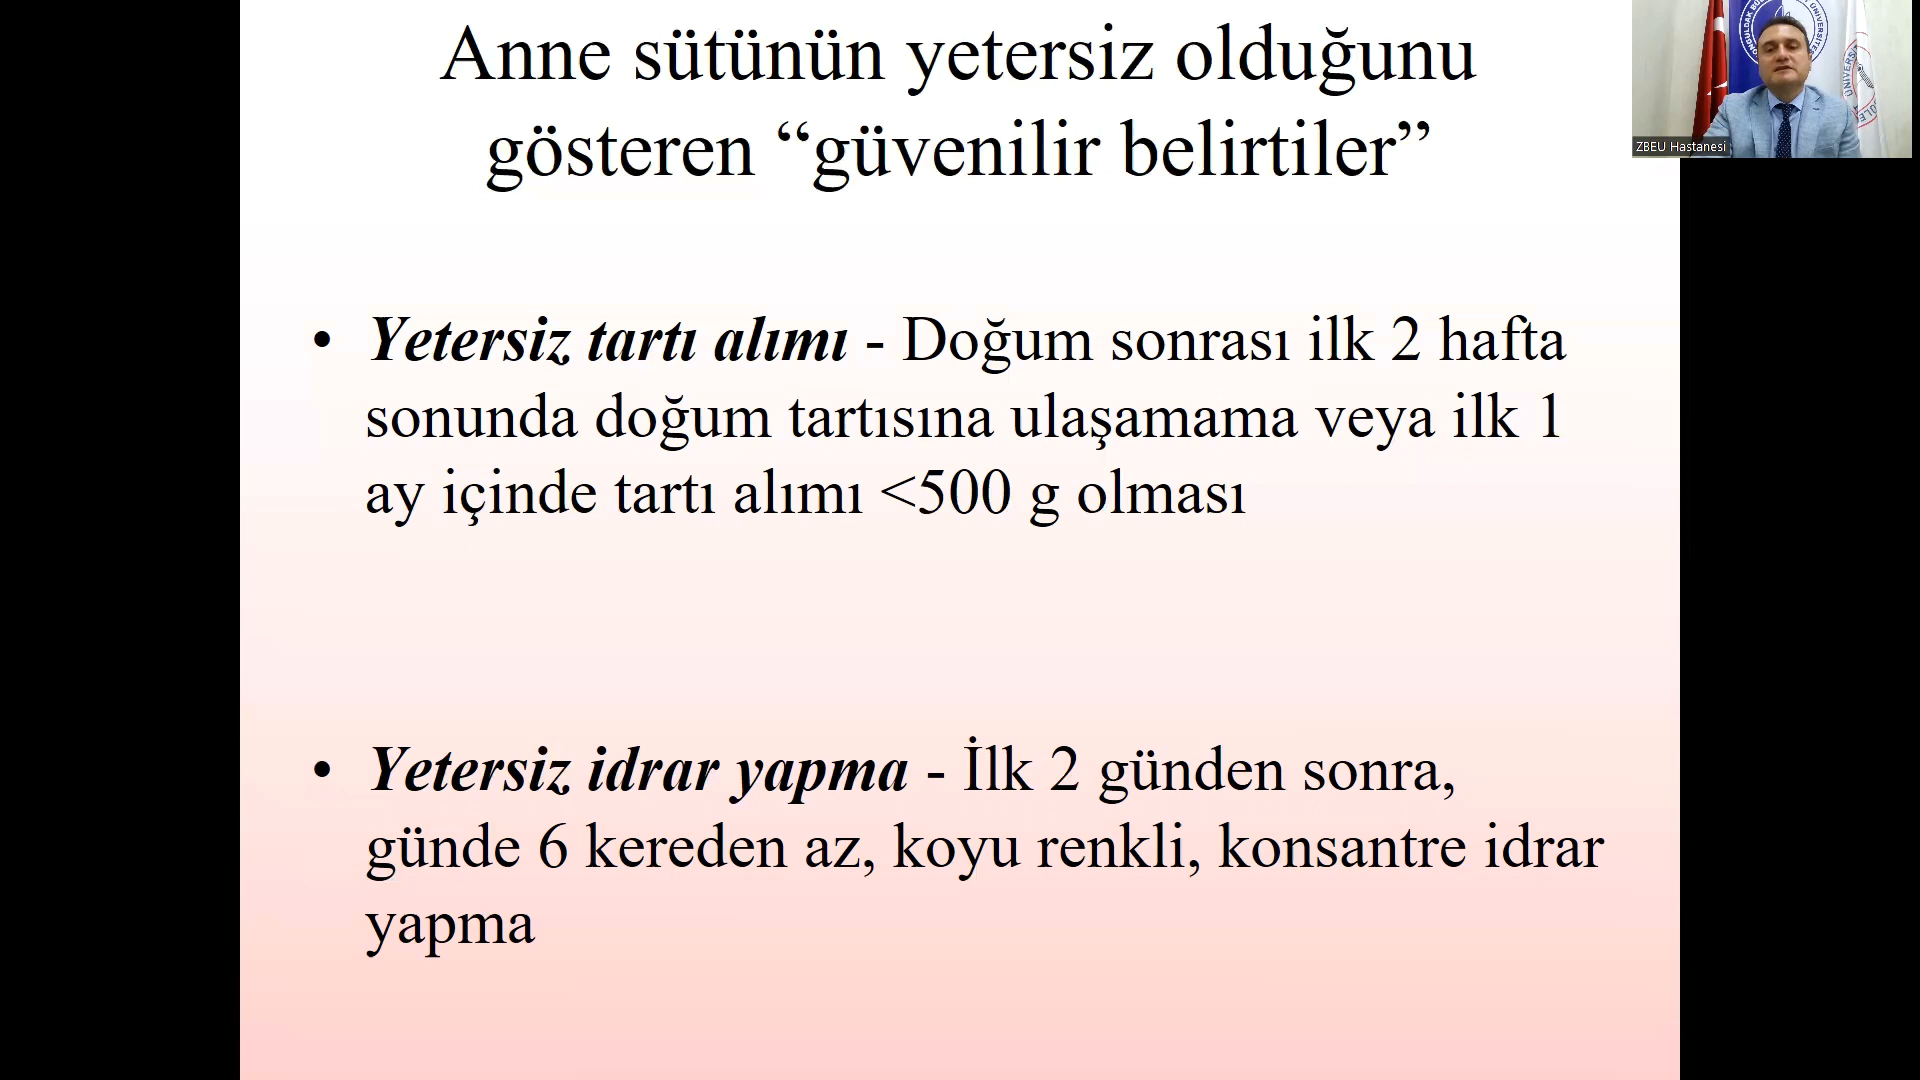 Anne sütünün yetersiz olduğunu
gösteren “güvenilir belirtiler”
• Yetersiz tartı alımı - Doğum sonrası ilk 2 hafta
sonunda doğum tartısına ulaşamama veya ilk 1
ay içinde tartı alımı <500 g olması
• Yetersiz idrar yapma - İlk 2 günden sonra,
günde 6 kereden az, koyu renkli, konsantre idrar
yapma
ZBEU Hastanesi